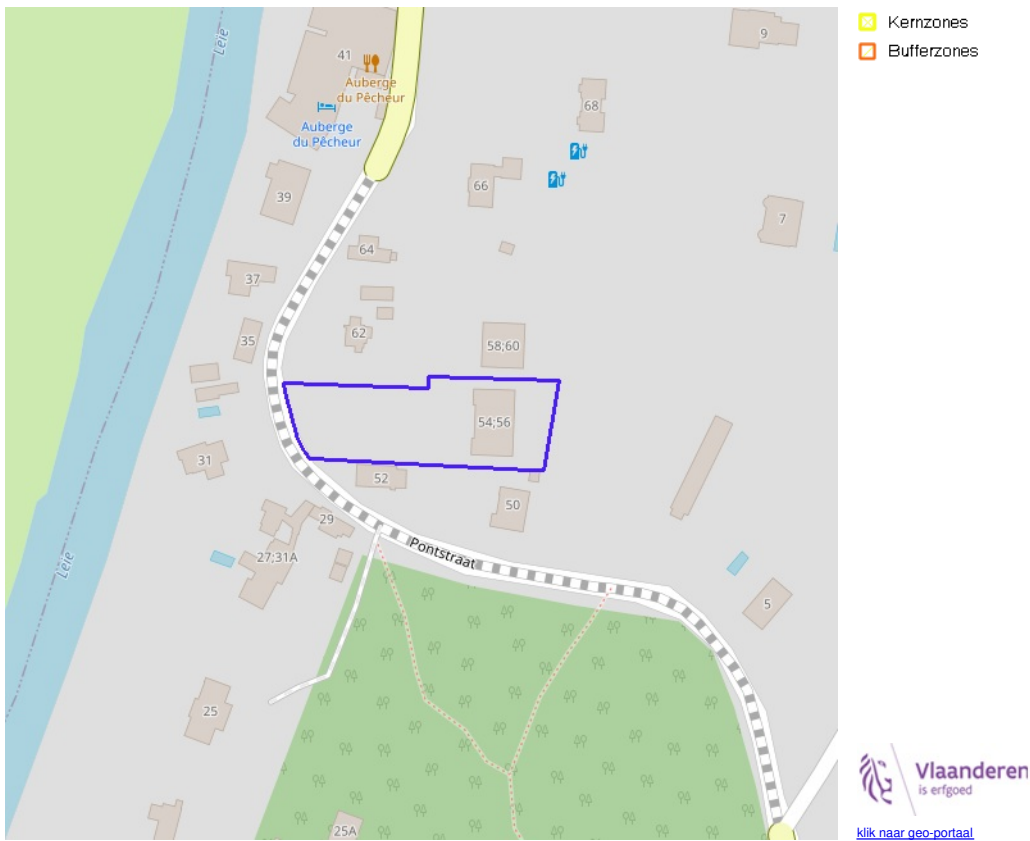 Kernzones
Bufferzones
Leie
41
Auberge
du Pêcheur
Auberge
du Pêcheur
9
68
66
39
7
64
37
62
35
58;60
54;56
31
52
50
29
Pontstraat
27;31A
Leie
5
25
25A
Vlaanderen
is erfgoed
klik naar geo-portaal